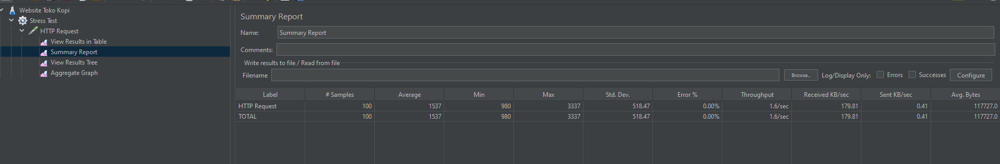 Website Toko Kopi
Stress Test
HTTP Request
View Results in Table
Summary Report
View Results Tree
Aggregate Graph
Summary Report
Name: Summary Report
Comments:
Write results to file / Read from file
Filename Browse... Log/Display Only: Errors Successes Configure
Label # Samples Average Min Max Std. Dev. Error % Throughput Received KB/sec Sent KB/sec Avg. Bytes
HTTP Request 100 1537 980 3337 518.47 0.00% 1.6/sec 179.81 0.41 117727.0
TOTAL 100 1537 980 3337 518.47 0.00% 1.6/sec 179.81 0.41 117727.0